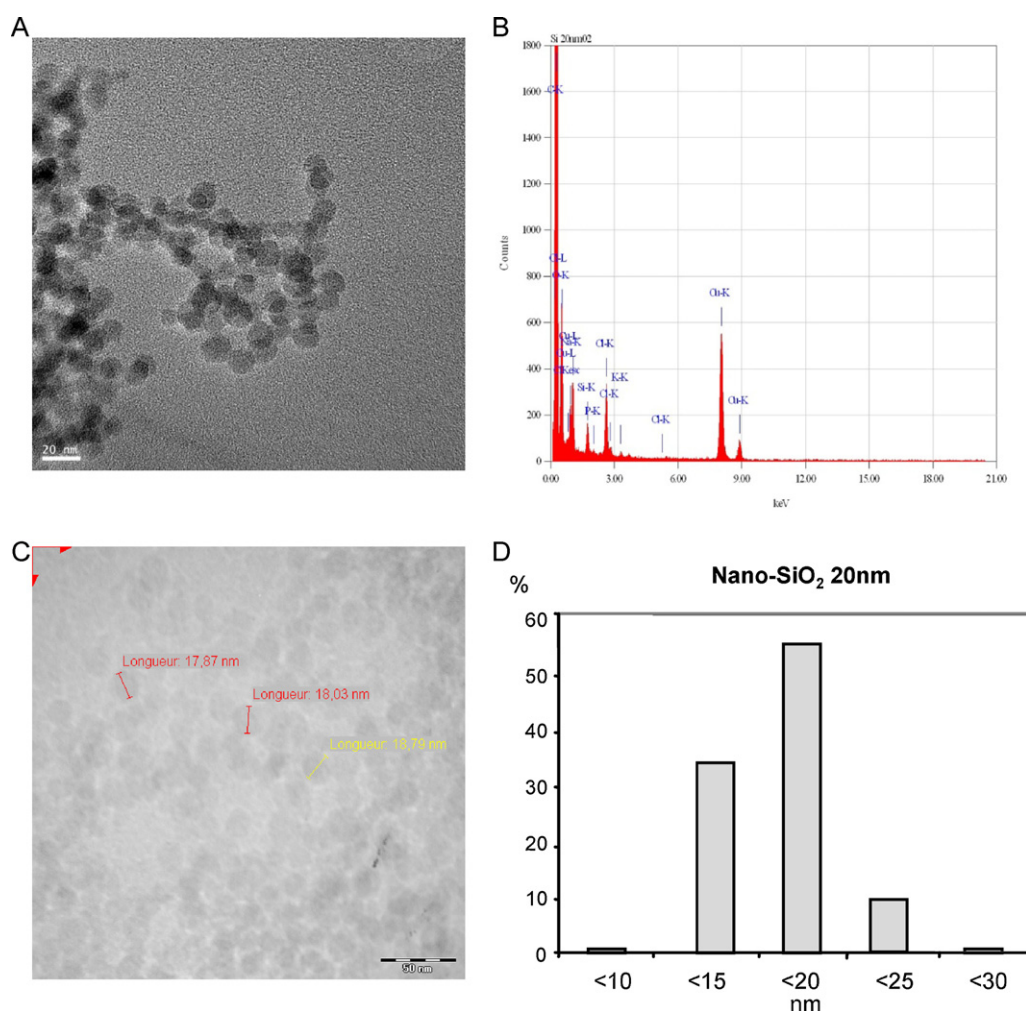 A
20 nm
B
Si 20nm02
1800
1600
1400
1200
1000
800
600
400
200
0
Counts
Cl-K
Cu-K
Cu-K
Si-K
P-K
K-K
Cl-K
Cl-K
0.00 3.00 6.00 9.00 12.00 15.00 18.00 21.00
keV
C
Longueur: 17,87 nm
Longueur: 18,03 nm
Longueur: 18,79 nm
50 nm
D
Nano-SiO₂ 20nm
%
60
50
40
30
20
10
0
<10 <15 <20 <25 <30
nm